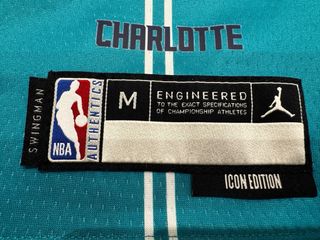 CHARLOTTE
SWINGMAN
NBA
AUTHENTICS
M
ENGINEERED
TO THE EXACT SPECIFICATIONS
OF CHAMPIONSHIP ATHLETES
ICON EDITION